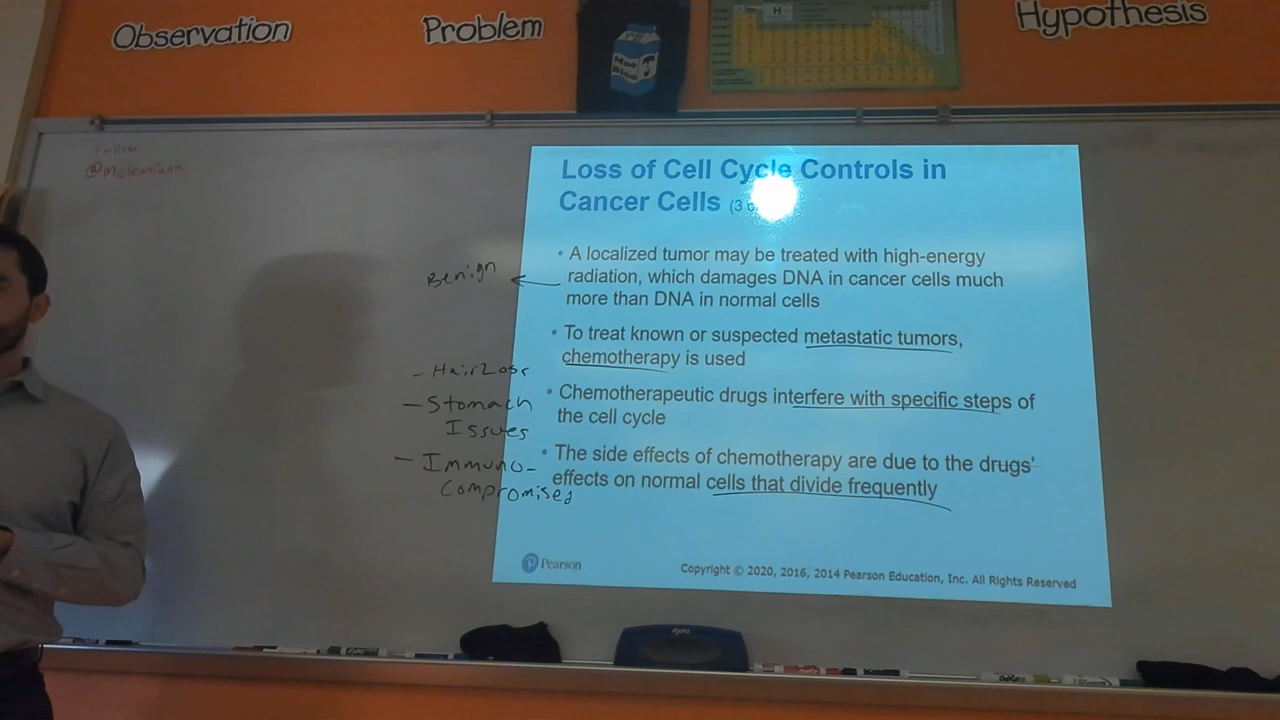 Observation
Problem
Hypothesis
Moo
H
Loss of Cell Cycle Controls in
Cancer Cells (3 o
• A localized tumor may be treated with high-energy
radiation, which damages DNA in cancer cells much
more than DNA in normal cells
Benign
• To treat known or suspected metastatic tumors,
chemotherapy is used
• Chemotherapeutic drugs interfere with specific steps of
the cell cycle
• The side effects of chemotherapy are due to the drugs'
effects on normal cells that divide frequently
- Hair Loss
- Stomach
Issues
- Immuno-
Compromised
Pearson
Copyright © 2020, 2016, 2014 Pearson Education, Inc. All Rights Reserved
EXPO